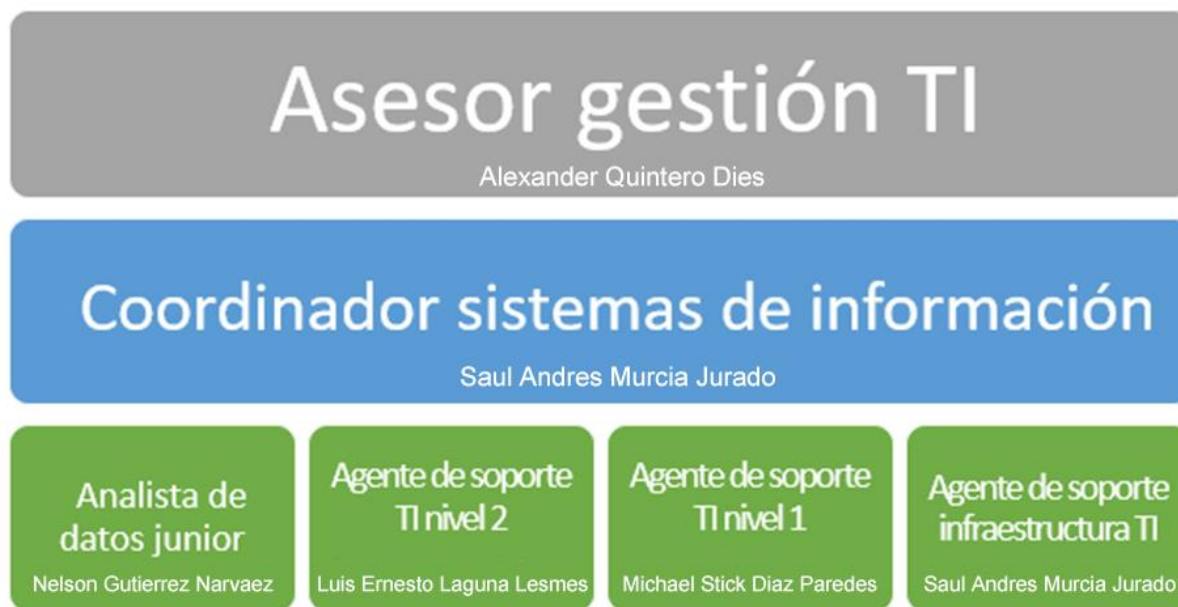 Asesor gestión TI
Alexander Quintero Dies
Coordinador sistemas de información
Saul Andres Murcia Jurado
Analista de
datos junior
Nelson Gutierrez Narvaez
Agente de soporte
TI nivel 2
Luis Ernesto Laguna Lesmes
Agente de soporte
TI nivel 1
Michael Stick Diaz Paredes
Agente de soporte
infraestructura TI
Saul Andres Murcia Jurado